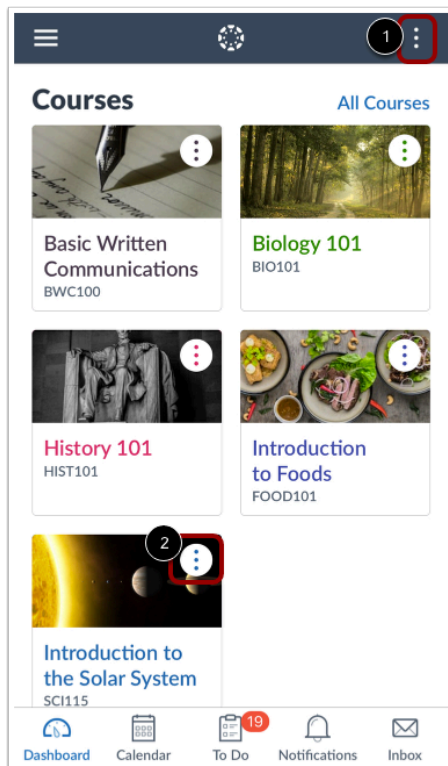 1
Courses
All Courses
Basic Written
Communications
BWC100
Biology 101
BIO101
History 101
HIST101
Introduction
to Foods
FOOD101
2
Introduction to
the Solar System
SCI115
19
Dashboard
Calendar
To Do
Notifications
Inbox